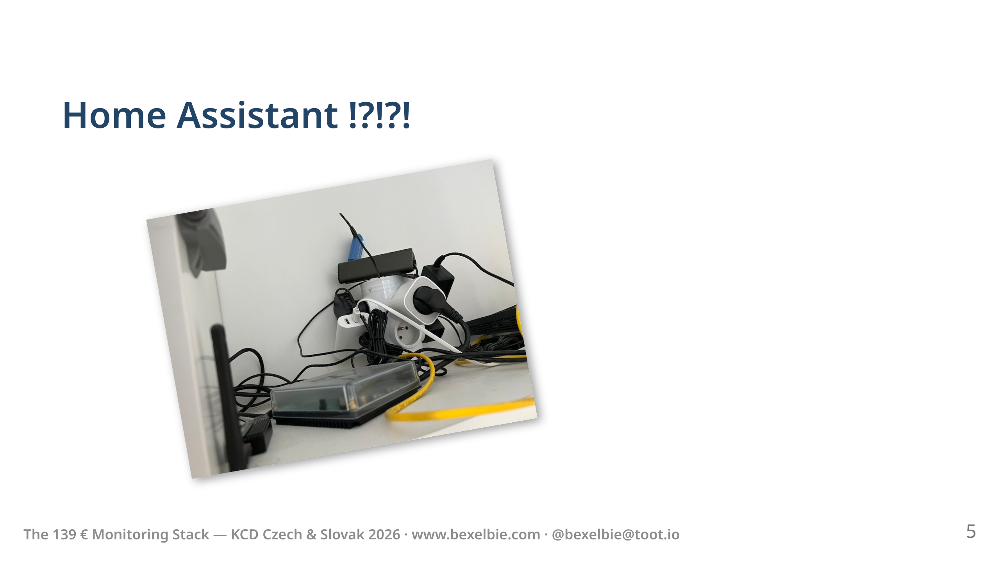 Home Assistant !?!?!
The 139 € Monitoring Stack — KCD Czech & Slovak 2026 · www.bexelbie.com · @bexelbie@toot.io
5